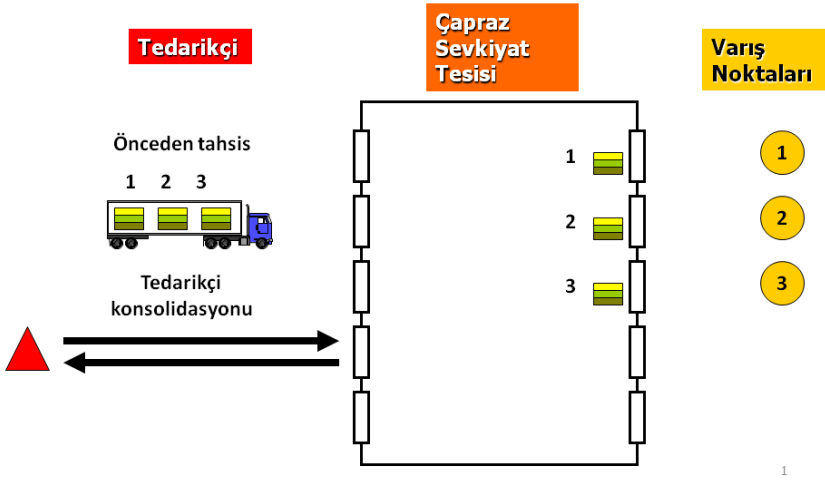 Tedarikçi
Çapraz
Sevkiyat
Tesisi
Varış
Noktaları
Önceden tahsis
1 2 3
Tedarikçi
konsolidasyonu
1
2
3
1
2
3
1